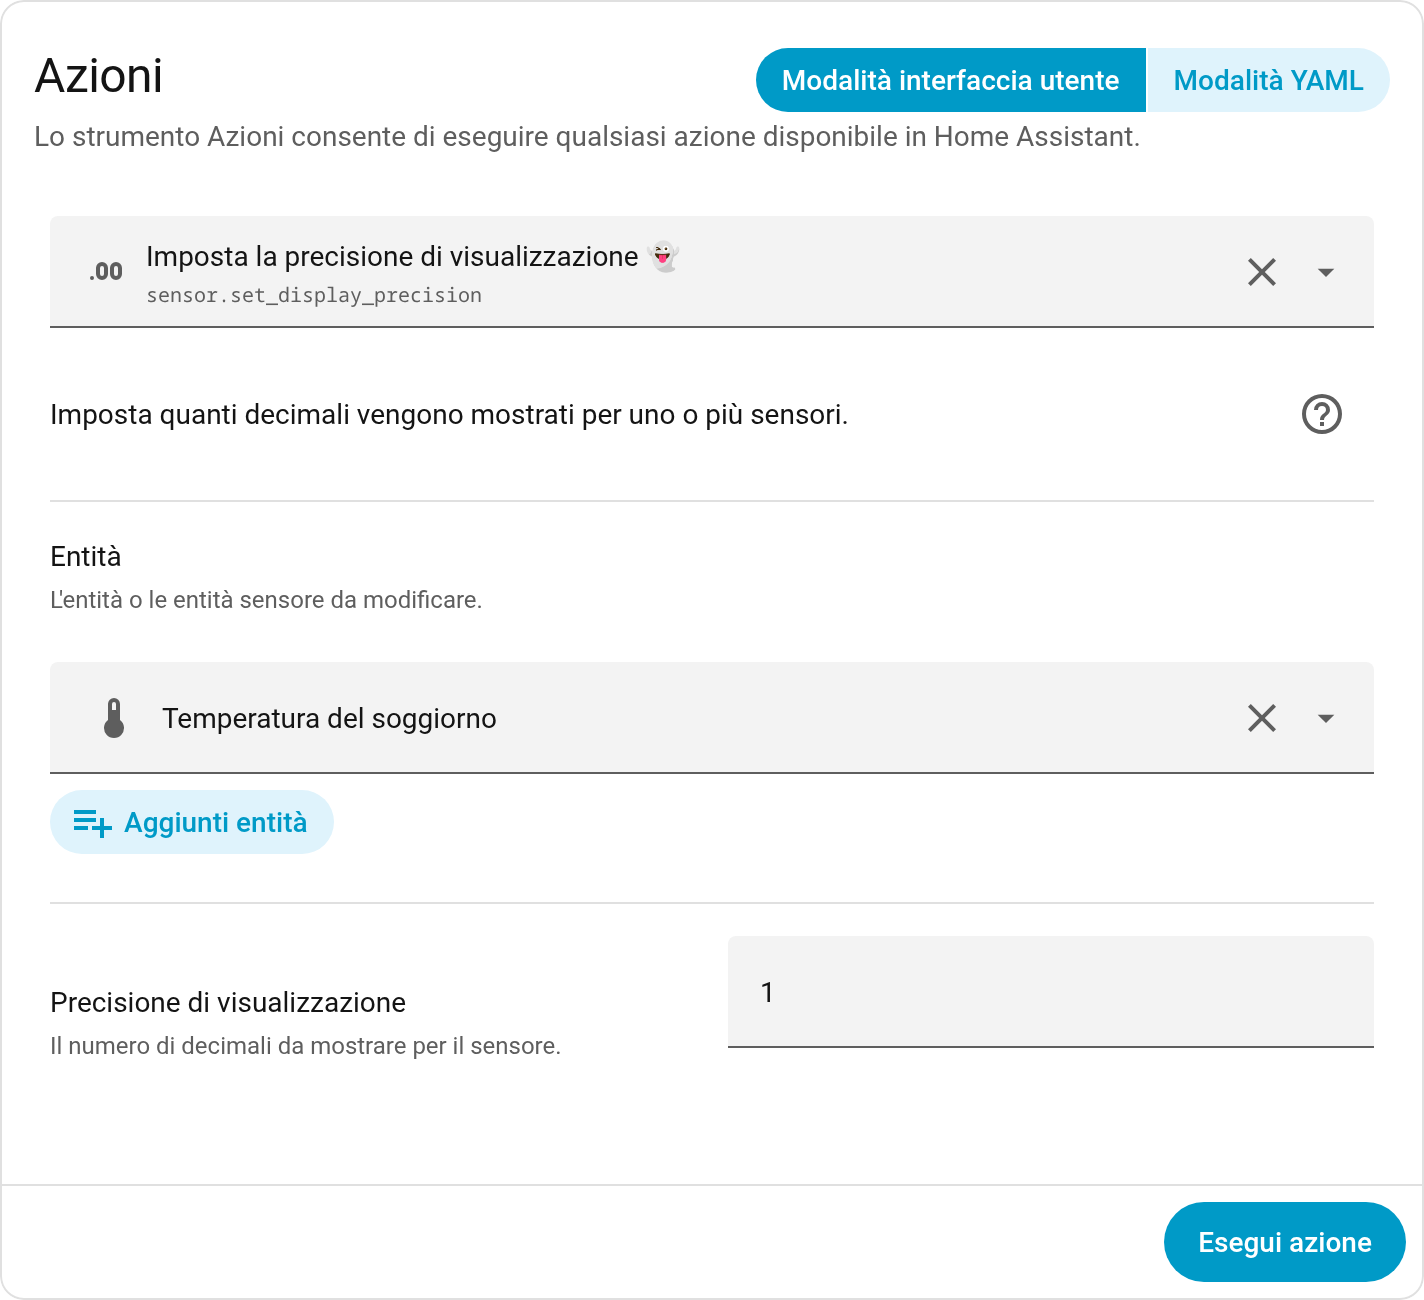 Azioni
Modalità interfaccia utente
Modalità YAML
Lo strumento Azioni consente di eseguire qualsiasi azione disponibile in Home Assistant.
.00
Imposta la precisione di visualizzazione 👻
sensor.set_display_precision
Imposta quanti decimali vengono mostrati per uno o più sensori.
Entità
L'entità o le entità sensore da modificare.
Temperatura del soggiorno
Aggiunti entità
Precisione di visualizzazione
Il numero di decimali da mostrare per il sensore.
1
Esegui azione